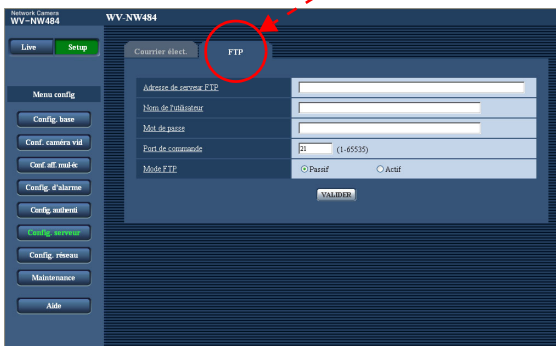 Network Camera
WV-NW484
WV-NW484
Live Setup
Courrier élect. FTP
Menu config
Adresse de serveur FTP
Nom de l'utilisateur
Config. base
Mot de passe
Conf. caméra vid
Port de commande 21 (1-65535)
Conf. aff. mul-éc
Mode FTP Passif Actif
Config. d'alarme
VALIDER
Config. authenti
Config. serveur
Config. réseau
Maintenance
Aide